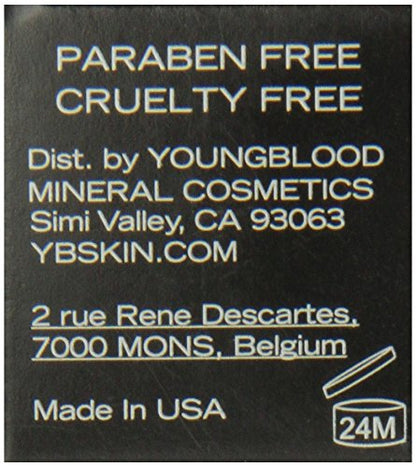 PARABEN FREE
CRUELTY FREE
Dist. by YOUNGBLOOD
MINERAL COSMETICS
Simi Valley, CA 93063
YBSKIN.COM
2 rue Rene Descartes,
7000 MONS, Belgium
Made In USA
24M